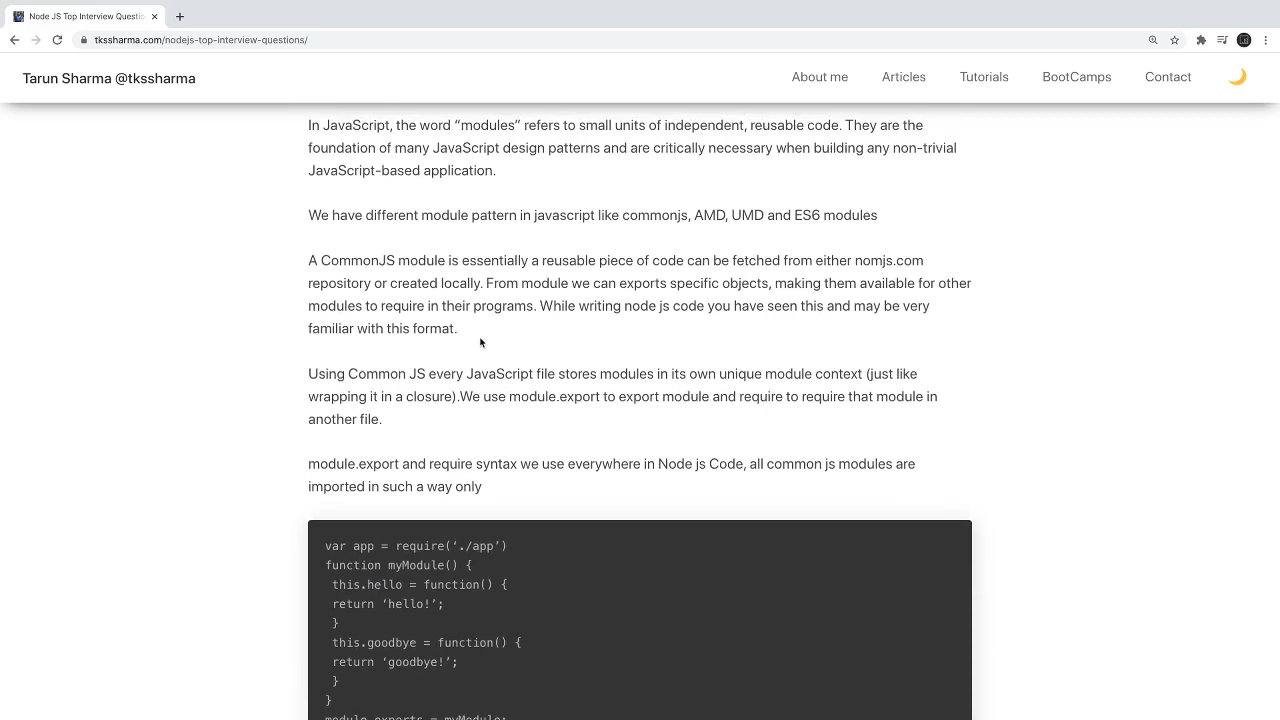 Node JS Top Interview Questio
tkssharma.com/nodejs-top-interview-questions/
Tarun Sharma @tkssharma
About me
Articles
Tutorials
BootCamps
Contact
In JavaScript, the word “modules” refers to small units of independent, reusable code. They are the
foundation of many JavaScript design patterns and are critically necessary when building any non-trivial
JavaScript-based application.
We have different module pattern in javascript like commonjs, AMD, UMD and ES6 modules
A CommonJS module is essentially a reusable piece of code can be fetched from either nomjs.com
repository or created locally. From module we can exports specific objects, making them available for other
modules to require in their programs. While writing node js code you have seen this and may be very
familiar with this format.
Using Common JS every JavaScript file stores modules in its own unique module context (just like
wrapping it in a closure).We use module.export to export module and require to require that module in
another file.
module.export and require syntax we use everywhere in Node js Code, all common js modules are
imported in such a way only
var app = require(‘./app’)
function myModule() {
this.hello = function() {
return ‘hello!’;
}
this.goodbye = function() {
return ‘goodbye!’;
}
}
module.exports = myModule;